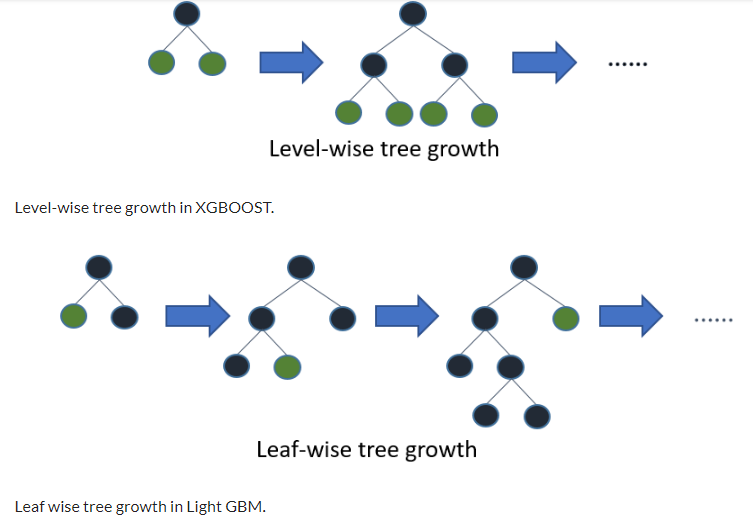 ......
Level-wise tree growth
Level-wise tree growth in XGBOOST.
......
Leaf-wise tree growth
Leaf wise tree growth in Light GBM.